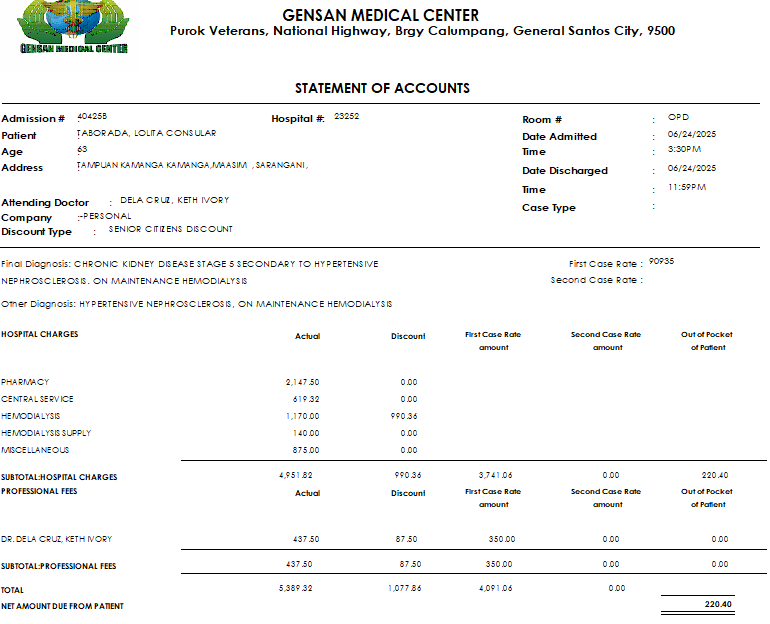 GENSAN MEDICAL CENTER
GENSAN MEDICAL CENTER
Purok Veterans, National Highway, Brgy Calumpang, General Santos City, 9500
STATEMENT OF ACCOUNTS
Admission # : 404258 Hospital #: 23252 Room # : OPD
Patient : TABORADA, LOLITA CONSULAR Date Admitted : 06/24/2025
Age : 63 Time : 3:30PM
Address : TAMPUAN KAMANGA KAMANGA,MAASIM , SARANGANI, Date Discharged : 06/24/2025
Time : 11:59PM
Attending Doctor : DELA CRUZ, KETH IVORY Case Type :
Company :-PERSONAL
Discount Type : SENIOR CITIZENS DISCOUNT
Final Diagnosis: CHRONIC KIDNEY DISEASE STAGE 5 SECONDARY TO HYPERTENSIVE First Case Rate : 90935
NEPHROSCLEROSIS. ON MAINTENANCE HEMODIALYSIS Second Case Rate :
Other Diagnosis: HYPERTENSIVE NEPHROSCLEROSIS, ON MAINTENANCE HEMODIALYSIS
HOSPITAL CHARGES Actual Discount First Case Rate amount Second Case Rate amount Out of Pocket of Patient
PHARMACY 2,147.50 0.00
CENTRAL SERVICE 619.32 0.00
HEMODIALYSIS 1,170.00 990.36
HEMODIALYSIS SUPPLY 140.00 0.00
MISCELLANEOUS 875.00 0.00
SUBTOTAL:HOSPITAL CHARGES 4,951.82 990.36 3,741.06 0.00 220.40
PROFESSIONAL FEES Actual Discount First Case Rate amount Second Case Rate amount Out of Pocket of Patient
DR. DELA CRUZ, KETH IVORY 437.50 87.50 350.00 0.00 0.00
SUBTOTAL:PROFESSIONAL FEES 437.50 87.50 350.00 0.00 0.00
TOTAL 5,389.32 1,077.86 4,091.06 0.00
NET AMOUNT DUE FROM PATIENT 220.40